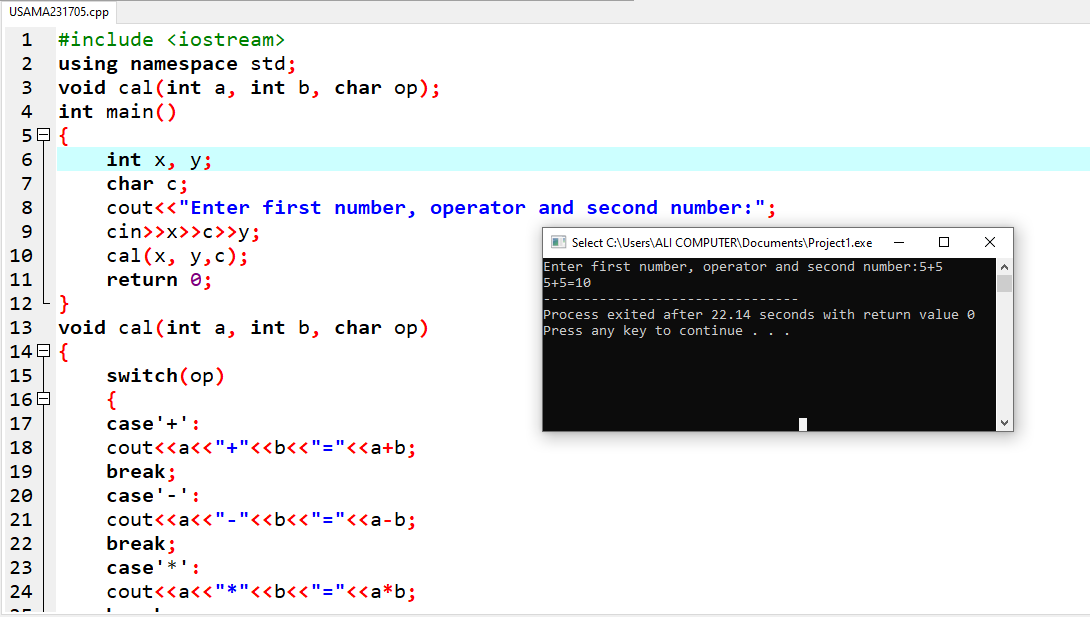 USAMA231705.cpp
1 #include <iostream>
2 using namespace std;
3 void cal(int a, int b, char op);
4 int main()
5 {
6 int x, y;
7 char c;
8 cout<<"Enter first number, operator and second number:";
9 cin>>x>>c>>y;
10 cal(x, y,c);
11 return 0;
12 }
13 void cal(int a, int b, char op)
14 {
15 switch(op)
16 {
17 case'+':
18 cout<<a<<"+"<<b<<"="<<a+b;
19 break;
20 case'-':
21 cout<<a<<"-"<<b<<"="<<a-b;
22 break;
23 case'*':
24 cout<<a<<"*"<<b<<"="<<a*b;
Select C:\Users\ALI COMPUTER\Documents\Project1.exe
Enter first number, operator and second number:5+5
5+5=10
--------------------------------
Process exited after 22.14 seconds with return value 0
Press any key to continue . . .